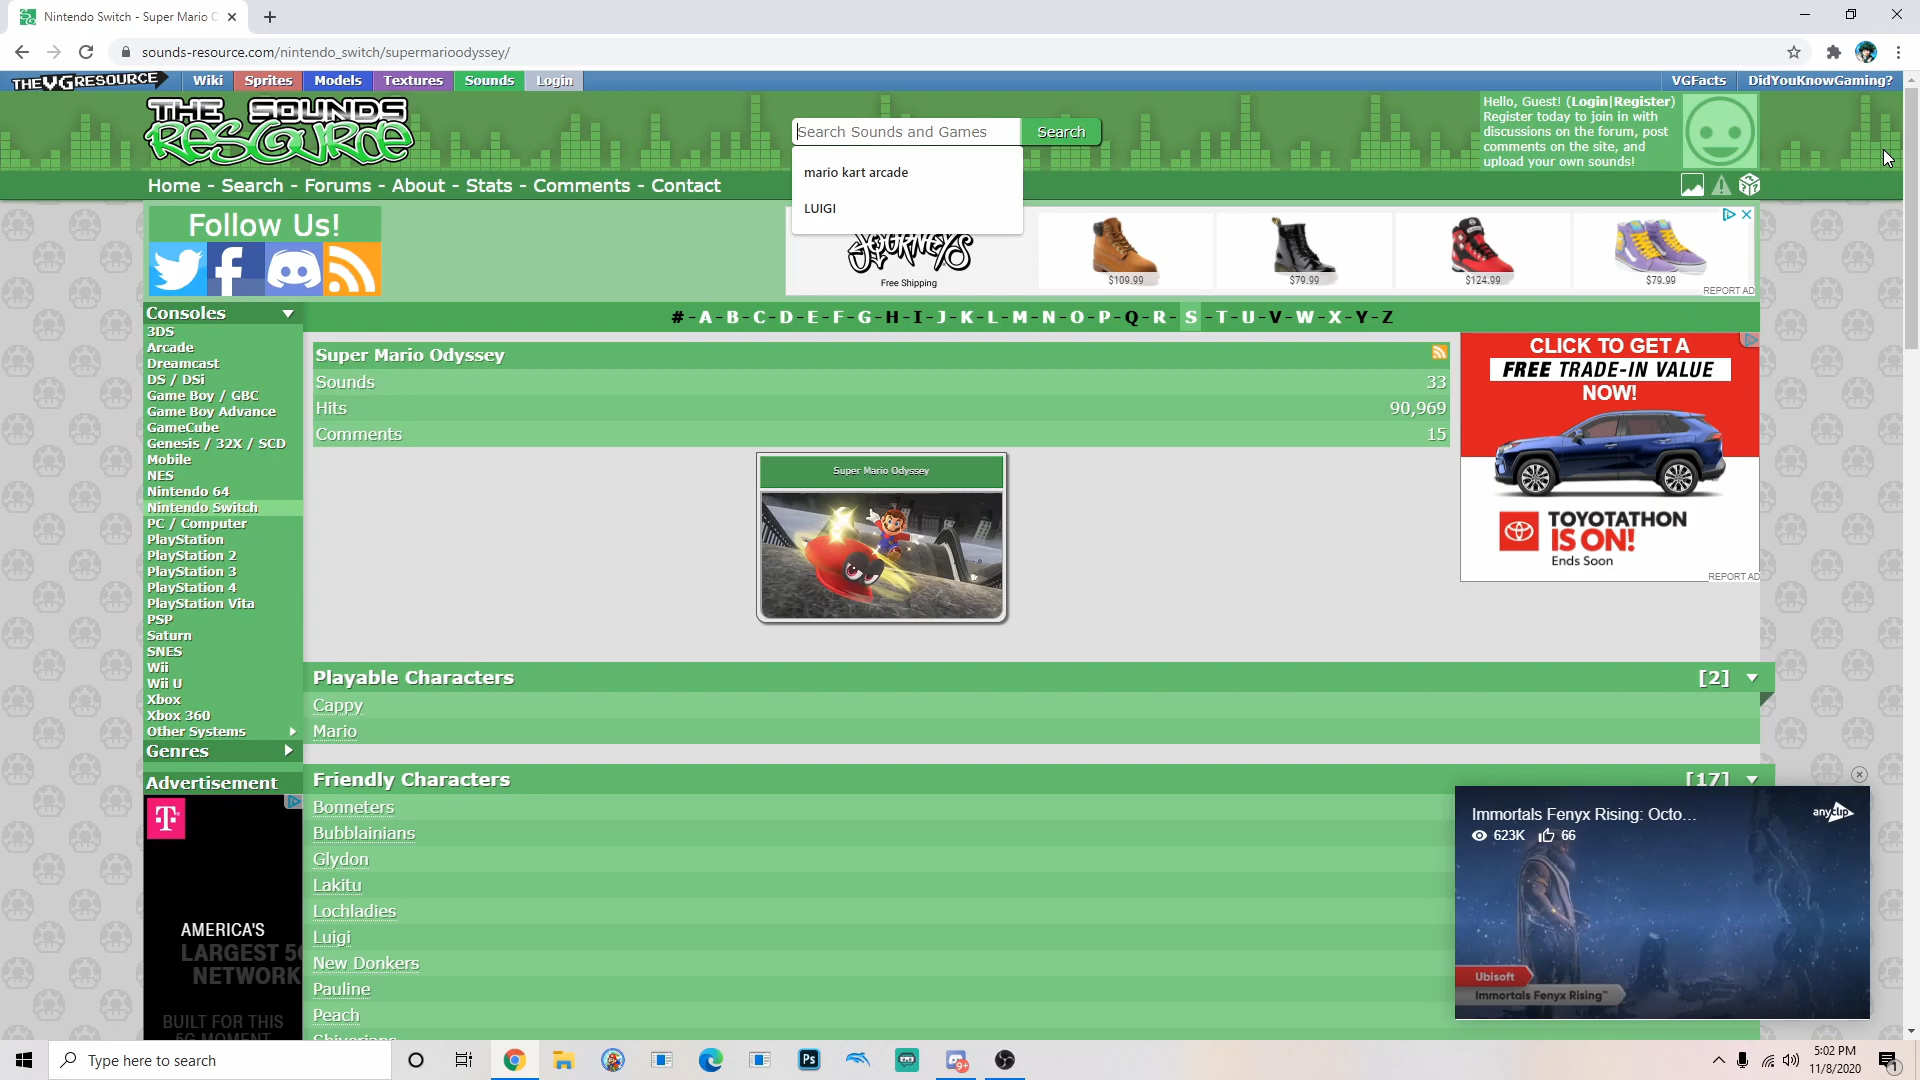 Nintendo Switch - Super Mario
sounds-resource.com/nintendo_switch/supermarioodyssey/
THE VG RESOURCE
Wiki Sprites Models Textures Sounds Login
VGFacts DidYouKnowGaming?
THE SOUNDS
RESOURCE
Search Sounds and Games
Search
mario kart arcade
LUIGI
Hello, Guest! (Login|Register)
Register today to join in with
discussions on the forum, post
comments on the site, and
upload your own sounds!
Home - Search - Forums - About - Stats - Comments - Contact
Follow Us!
JOURNEYS
Free Shipping
$109.99
$79.99
$124.99
$79.99
REPORT AD
Consoles
3DS
Arcade
Dreamcast
DS / DSi
Game Boy / GBC
Game Boy Advance
GameCube
Genesis / 32X / SCD
Mobile
NES
Nintendo 64
Nintendo Switch
PC / Computer
PlayStation
PlayStation 2
PlayStation 3
PlayStation 4
PlayStation Vita
PSP
Saturn
SNES
Wii
Wii U
Xbox
Xbox 360
Other Systems
Genres
Advertisement
T
AMERICA'S
LARGEST 5G
NETWORK
BUILT FOR THIS
5G MOMENT
# - A - B - C - D - E - F - G - H - I - J - K - L - M - N - O - P - Q - R - S - T - U - V - W - X - Y - Z
Super Mario Odyssey
Sounds 33
Hits 90,969
Comments 15
Super Mario Odyssey
CLICK TO GET A
FREE TRADE-IN VALUE
NOW!
TOYOTATHON
IS ON!
Ends Soon
REPORT AD
Playable Characters [2]
Cappy
Mario
Friendly Characters [17]
Bonneters
Bubblainians
Glydon
Lakitu
Lochladies
Luigi
New Donkers
Pauline
Peach
Shiverians
Immortals Fenyx Rising: Octo...
anyclip
623K 66
Ubisoft
Immortals Fenyx Rising™
Type here to search
Ps
9+
5:02 PM
11/8/2020
1